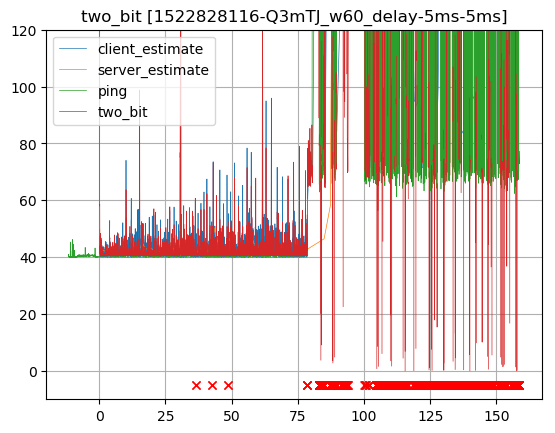 two_bit [1522828116-Q3mTJ_w60_delay-5ms-5ms]
120
100
80
60
40
20
0
client_estimate
server_estimate
ping
two_bit
0 25 50 75 100 125 150